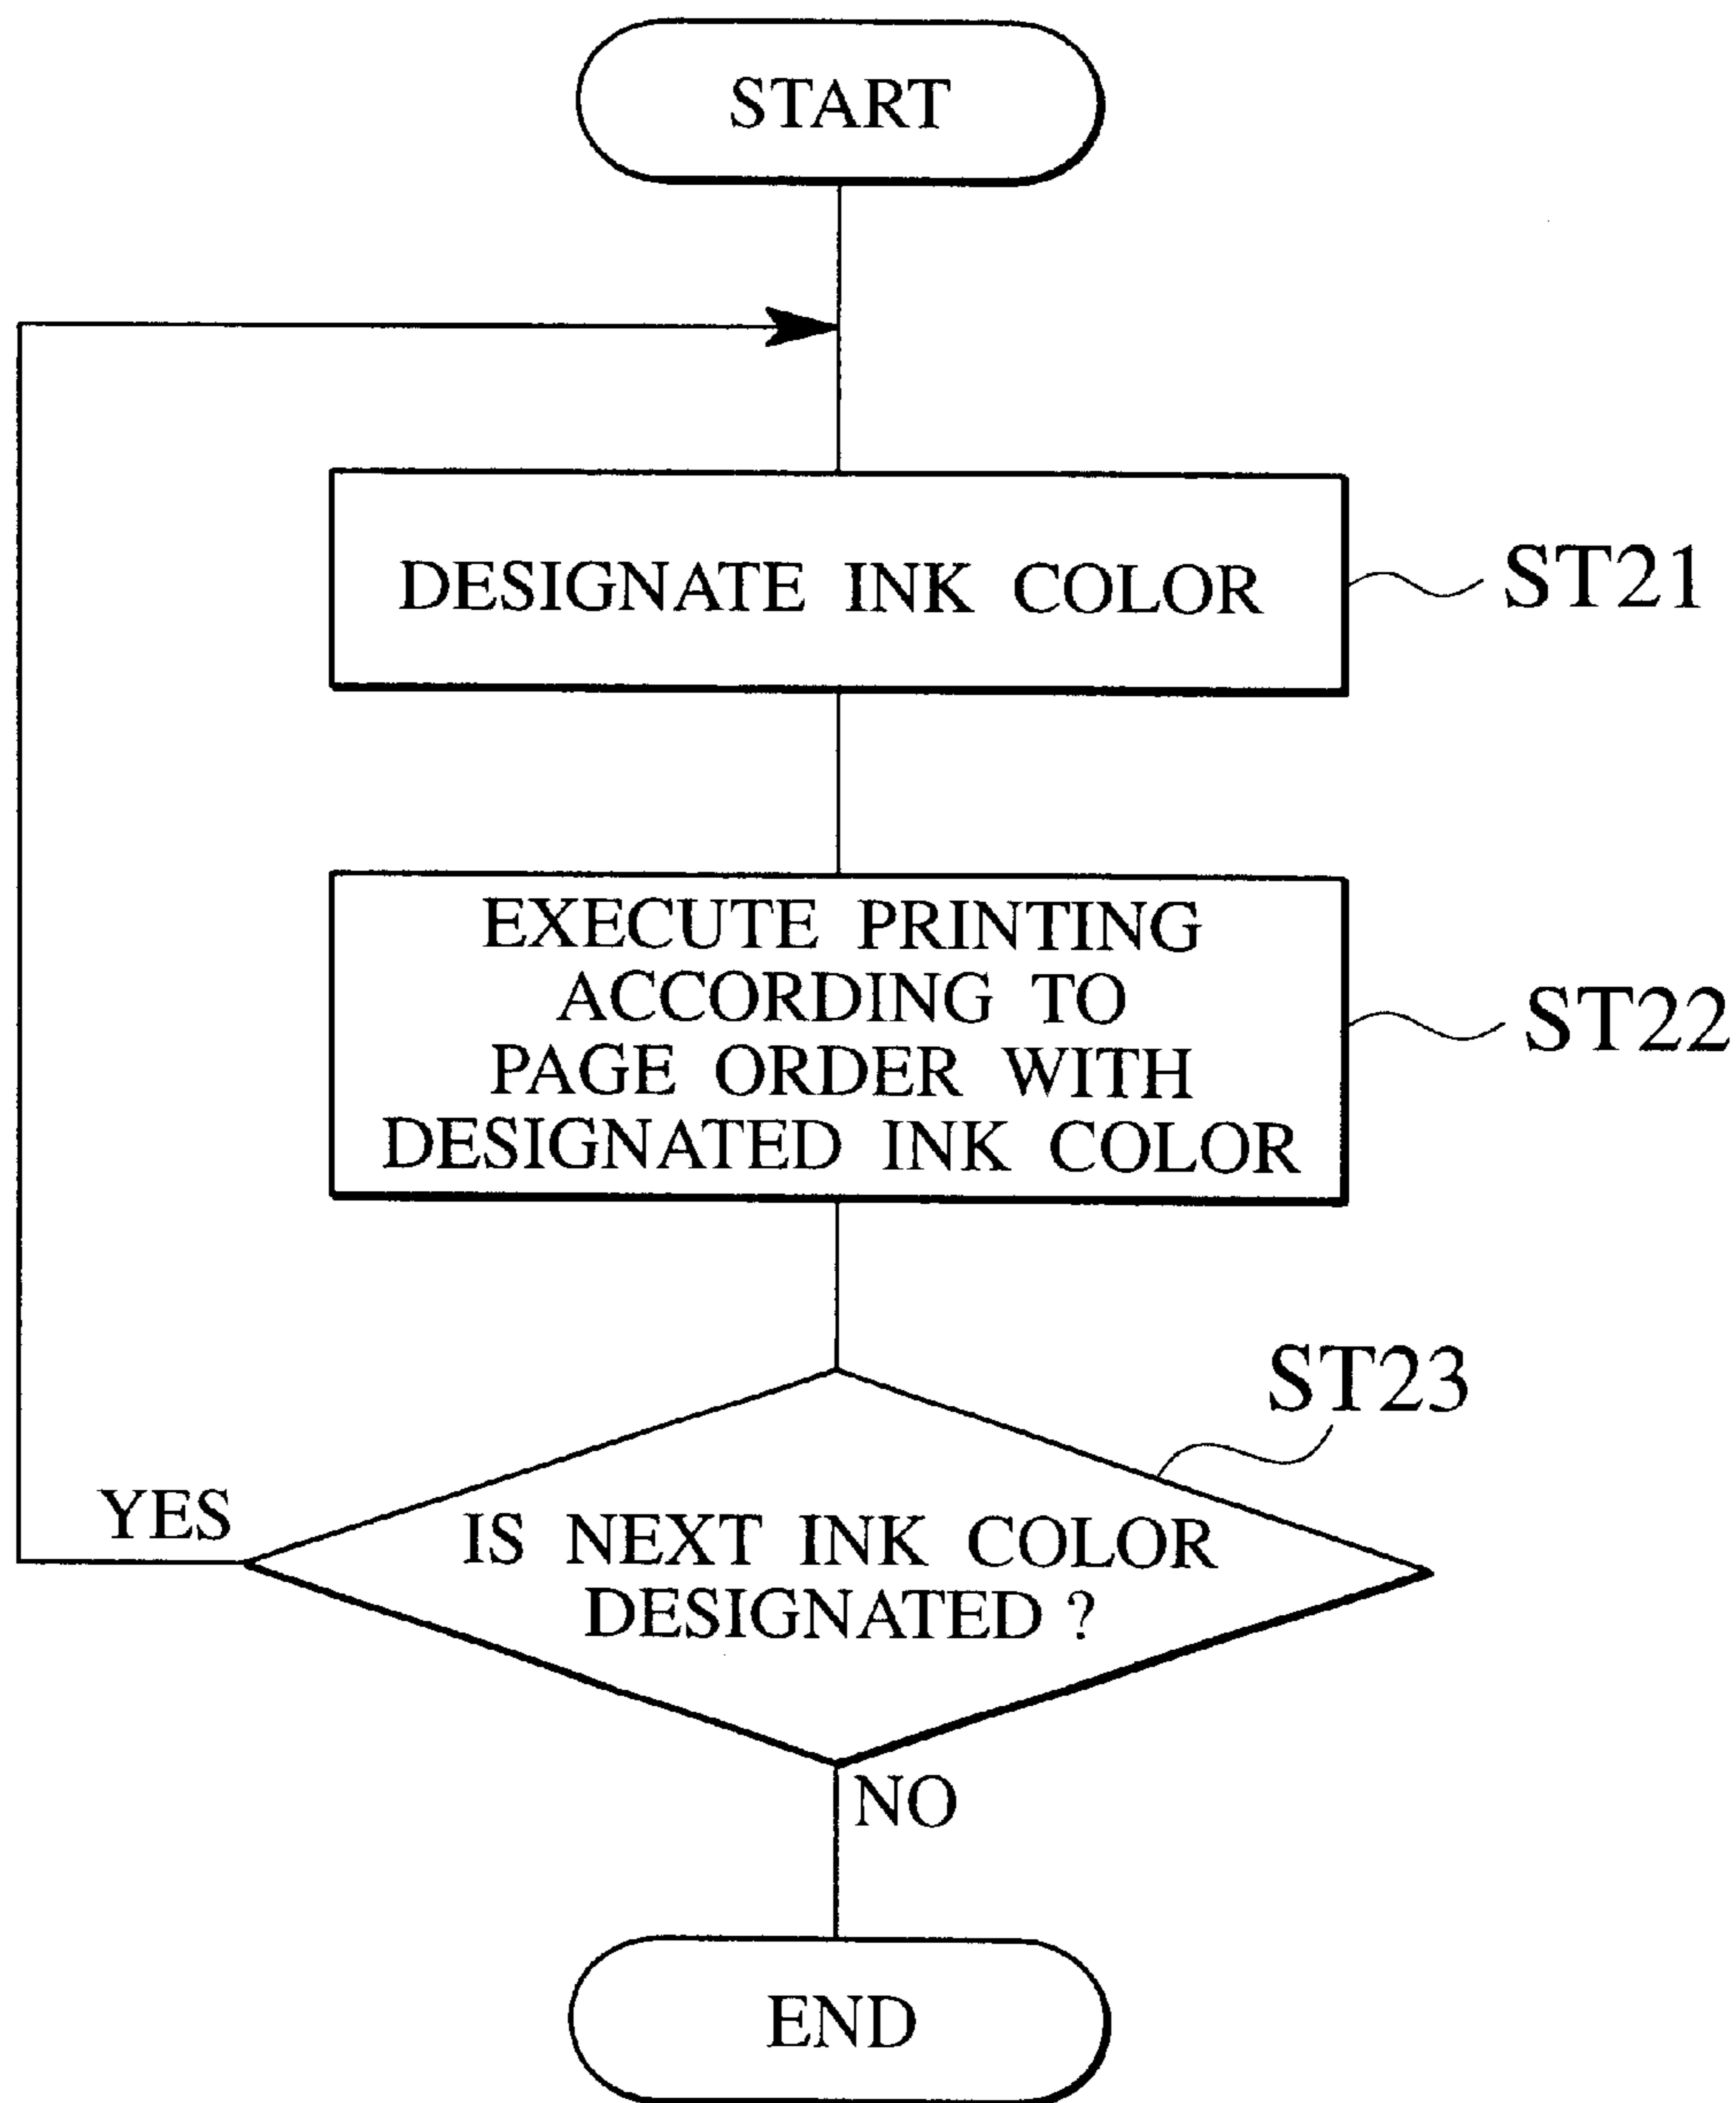 START
DESIGNATE INK COLOR
ST21
EXECUTE PRINTING
ACCORDING TO
PAGE ORDER WITH
DESIGNATED INK COLOR
ST22
ST23
YES
IS NEXT INK COLOR
DESIGNATED ?
NO
END